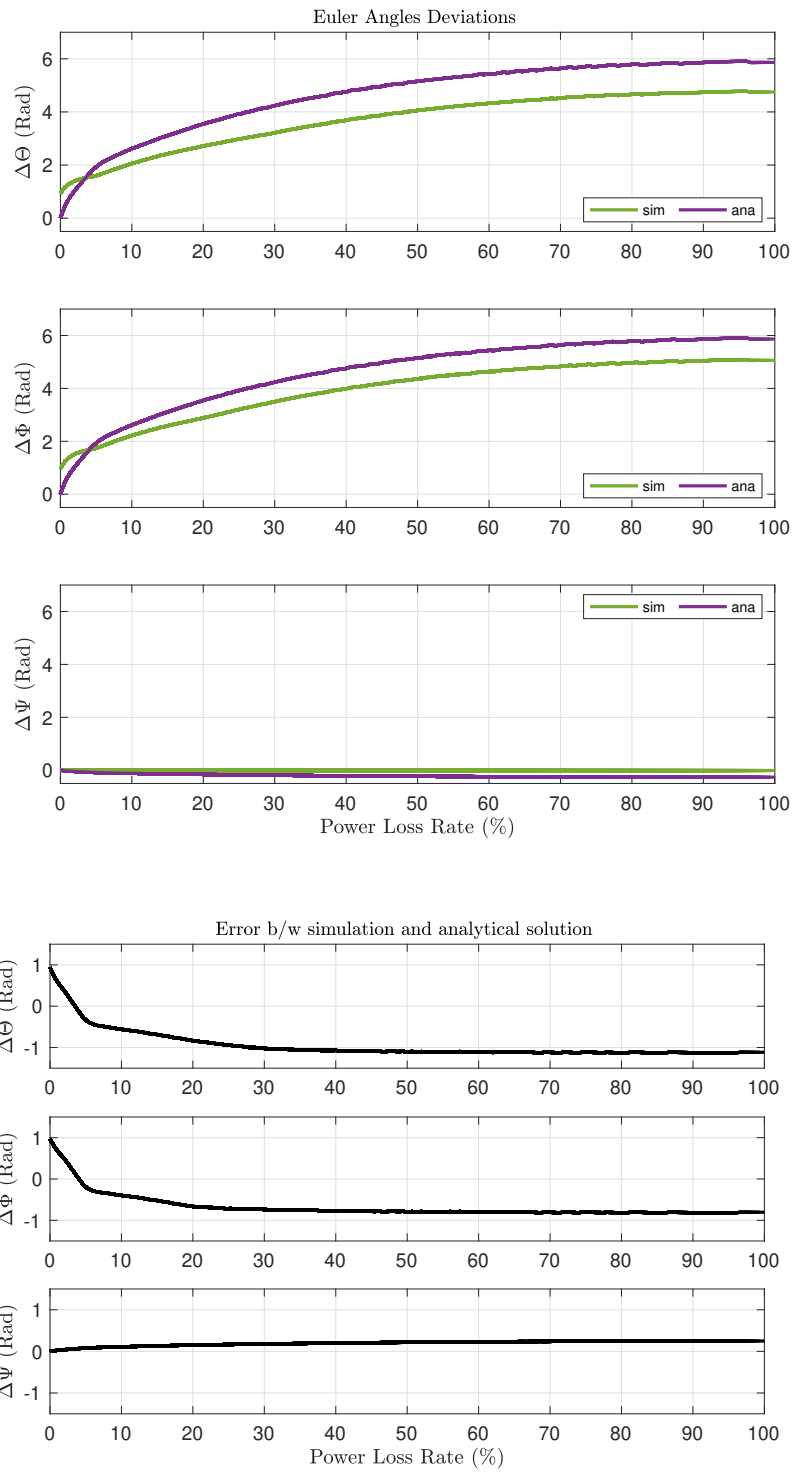 Euler Angles Deviations
ΔΘ (Rad)
6
4
2
0
sim ana
0 10 20 30 40 50 60 70 80 90 100
ΔΦ (Rad)
6
4
2
0
sim ana
0 10 20 30 40 50 60 70 80 90 100
ΔΨ (Rad)
sim ana
6
4
2
0
0 10 20 30 40 50 60 70 80 90 100
Power Loss Rate (%)
Error b/w simulation and analytical solution
ΔΘ (Rad)
1
0
-1
0 10 20 30 40 50 60 70 80 90 100
ΔΦ (Rad)
1
0
-1
0 10 20 30 40 50 60 70 80 90 100
ΔΨ (Rad)
1
0
-1
0 10 20 30 40 50 60 70 80 90 100
Power Loss Rate (%)